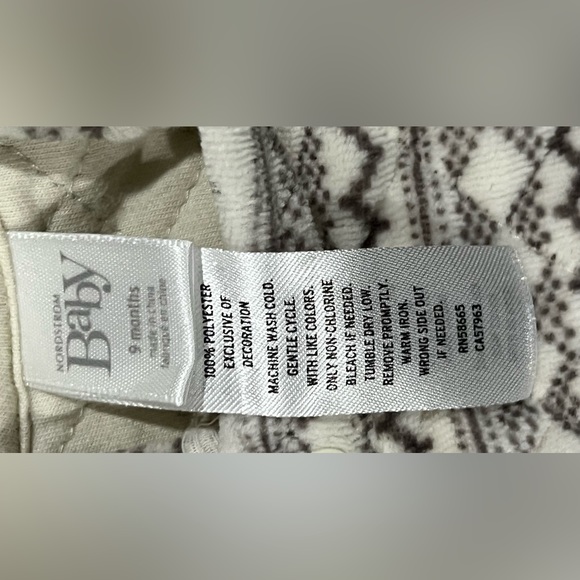 NORDSTROM
Baby
9 months
made in china
fabriqué en chine
100% POLYESTER
EXCLUSIVE OF
DECORATION
MACHINE WASH COLD.
GENTLE CYCLE.
WITH LIKE COLORS.
ONLY NON-CHLORINE
BLEACH IF NEEDED.
TUMBLE DRY LOW.
REMOVE PROMPTLY.
WARM IRON.
WRONG SIDE OUT
IF NEEDED.
RN58665
CA57963